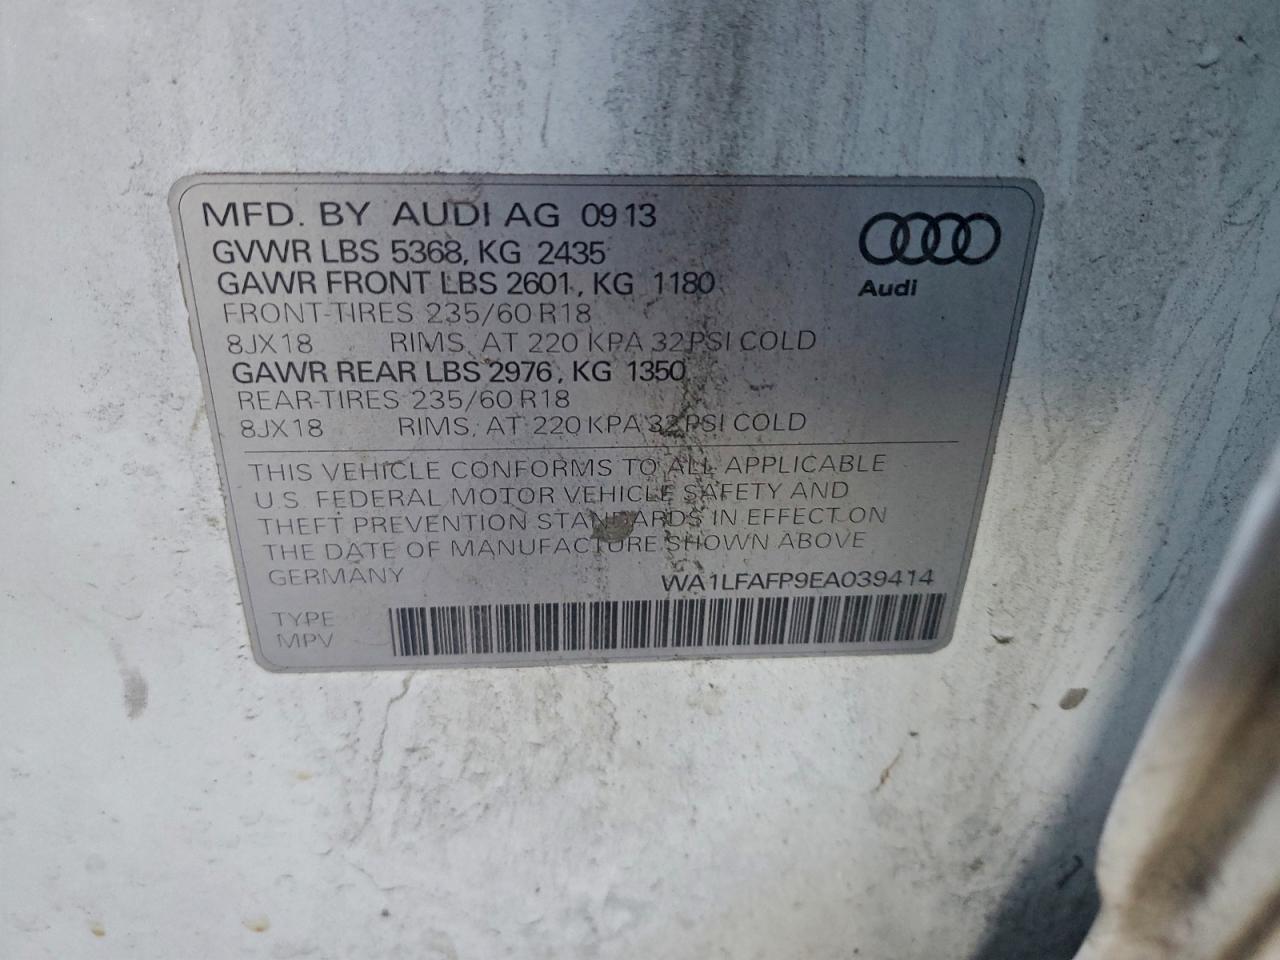 MFD. BY AUDI AG 09 13
GVWR LBS 5368, KG 2435
GAWR FRONT LBS 2601, KG 1180
FRONT-TIRES 235/60 R18
8JX18 RIMS, AT 220 KPA 32 PSI COLD
GAWR REAR LBS 2976, KG 1350
REAR-TIRES 235/60 R18
8JX18 RIMS, AT 220 KPA 32 PSI COLD
Audi
THIS VEHICLE CONFORMS TO ALL APPLICABLE
U.S. FEDERAL MOTOR VEHICLE SAFETY AND
THEFT PREVENTION STANDARDS IN EFFECT ON
THE DATE OF MANUFACTURE SHOWN ABOVE
GERMANY WA1LFAFP9EA039414
TYPE
MPV